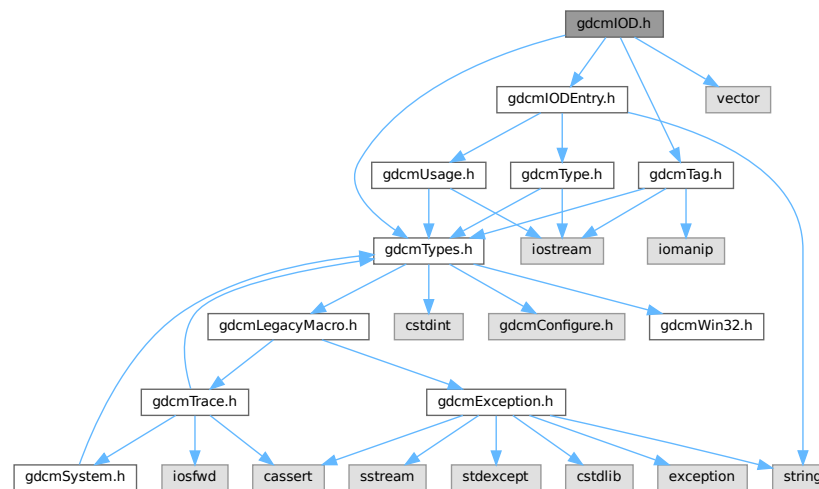 gdcmIOD.h
gdcmIODEntry.h
vector
gdcmUsage.h
gdcmType.h
gdcmTag.h
gdcmTypes.h
iostream
iomanip
gdcmLegacyMacro.h
cstdint
gdcmConfigure.h
gdcmWin32.h
gdcmTrace.h
gdcmException.h
gdcmSystem.h
iosfwd
cassert
sstream
stdexcept
cstdlib
exception
string